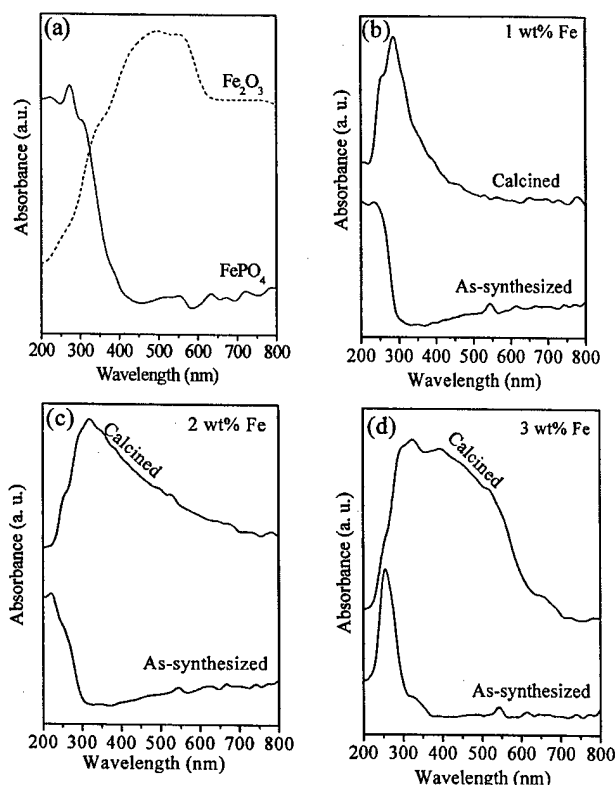 (a)
Fe2O3
FePO4
Absorbance (a.u.)
200 300 400 500 600 700 800
Wavelength (nm)
(b)
1 wt% Fe
Calcined
As-synthesized
Absorbance (a.u.)
200 300 400 500 600 700 800
Wavelength (nm)
(c)
2 wt% Fe
Calcined
As-synthesized
Absorbance (a. u.)
200 300 400 500 600 700 800
Wavelength (nm)
(d)
3 wt% Fe
Calcined
As-synthesized
Absorbance (a. u.)
200 300 400 500 600 700 800
Wavelength (nm)